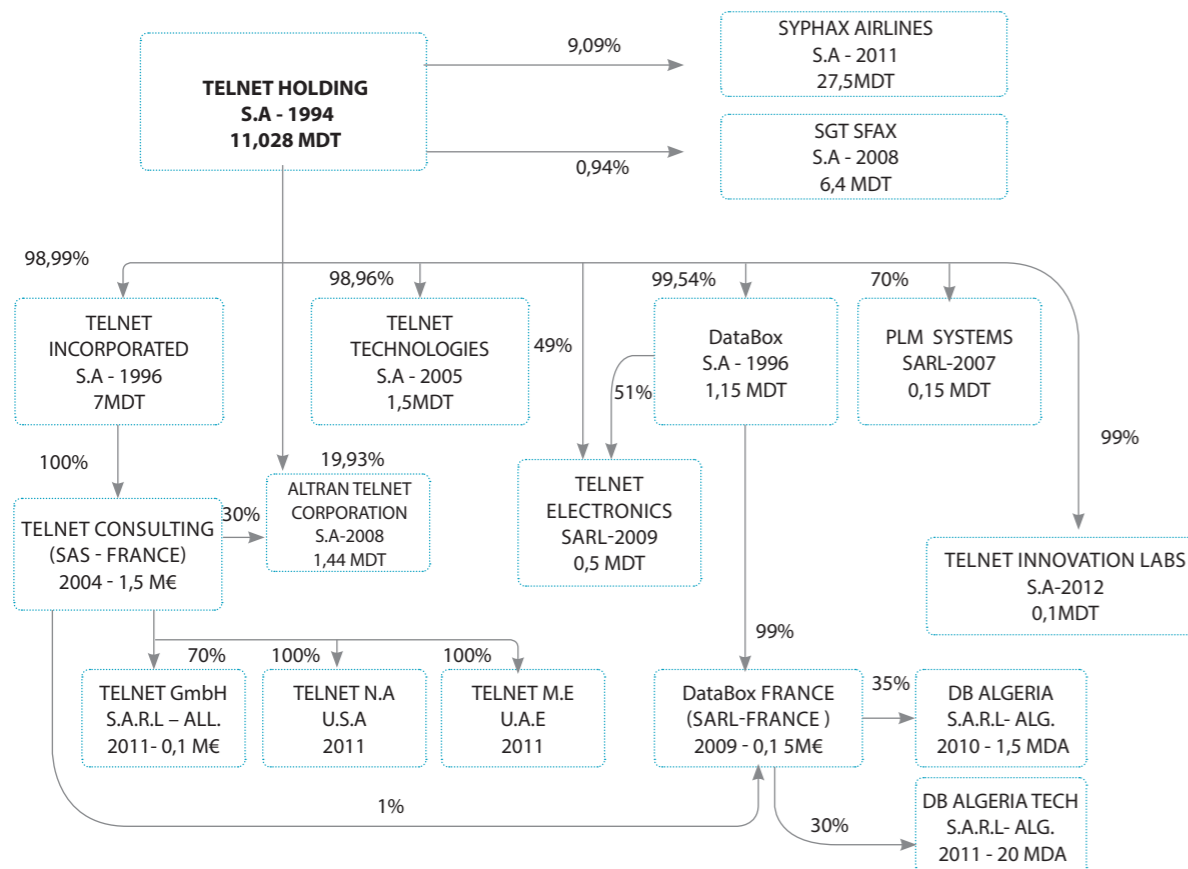 TELNET HOLDING
S.A - 1994
11,028 MDT
9,09%
SYPHAX AIRLINES
S.A - 2011
27,5MDT
0,94%
SGT SFAX
S.A - 2008
6,4 MDT
98,99%
98,96%
49%
99,54%
70%
99%
TELNET
INCORPORATED
S.A - 1996
7MDT
TELNET
TECHNOLOGIES
S.A - 2005
1,5MDT
DataBox
S.A - 1996
1,15 MDT
PLM SYSTEMS
SARL-2007
0,15 MDT
51%
100%
19,93%
TELNET CONSULTING
(SAS - FRANCE)
2004 - 1,5 M€
30%
ALTRAN TELNET
CORPORATION
S.A-2008
1,44 MDT
TELNET
ELECTRONICS
SARL-2009
0,5 MDT
TELNET INNOVATION LABS
S.A-2012
0,1MDT
70%
100%
100%
99%
TELNET GmbH
S.A.R.L – ALL.
2011- 0,1 M€
TELNET N.A
U.S.A
2011
TELNET M.E
U.A.E
2011
DataBox FRANCE
(SARL-FRANCE )
2009 - 0,1 5M€
35%
DB ALGERIA
S.A.R.L- ALG.
2010 - 1,5 MDA
1%
30%
DB ALGERIA TECH
S.A.R.L- ALG.
2011 - 20 MDA